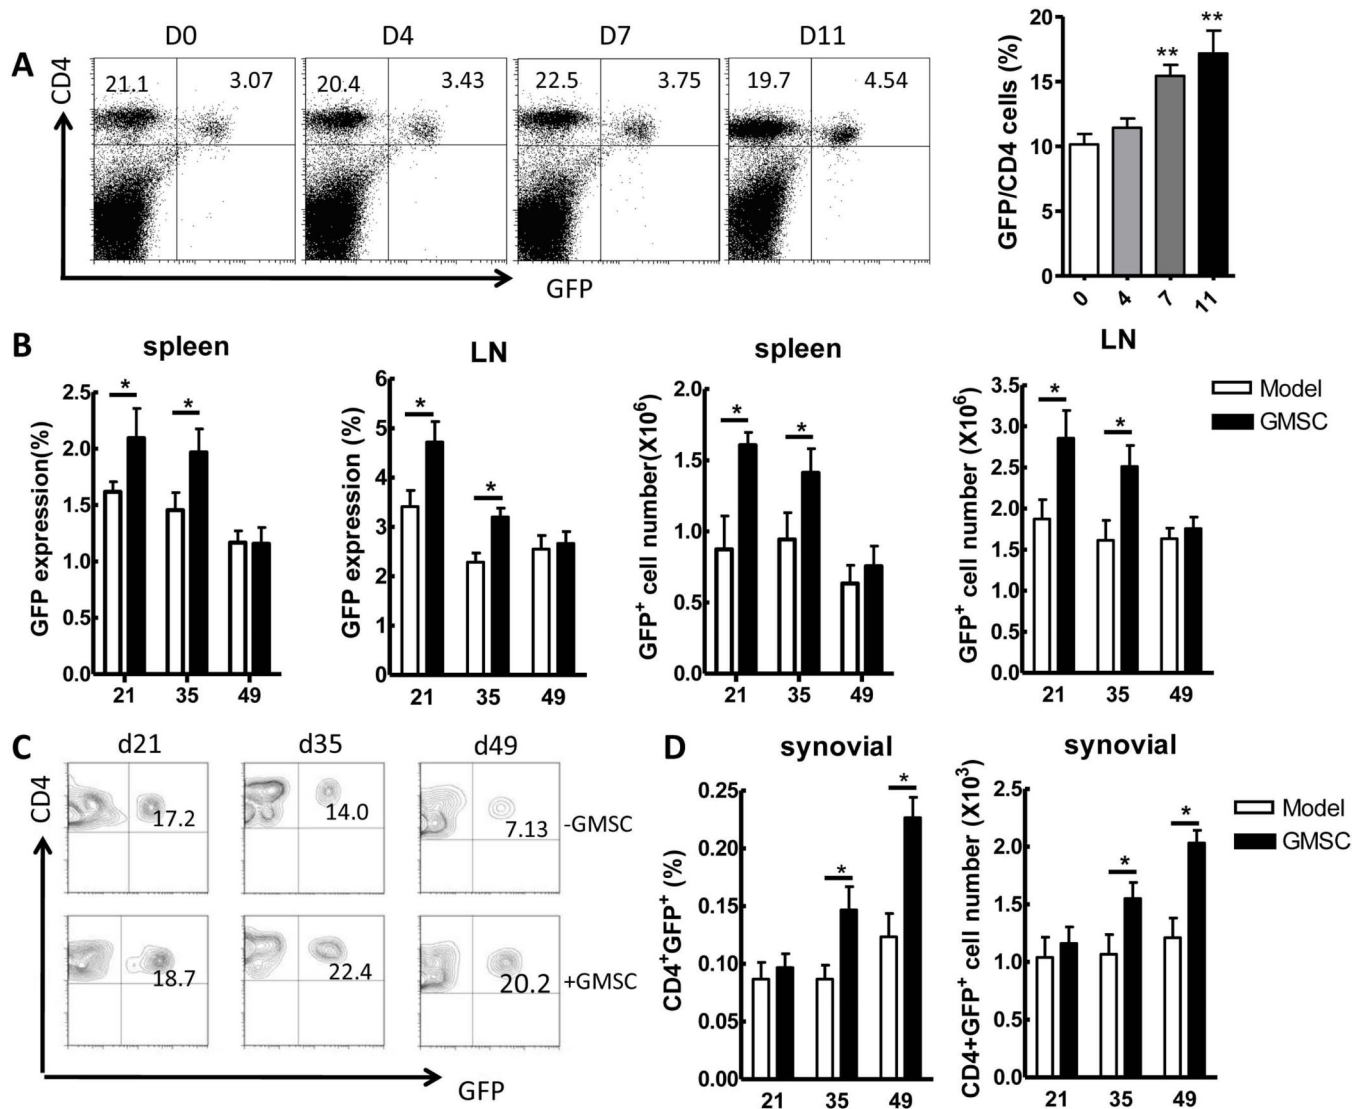 A
D0
D4
D7
D11
CD4
21.1
3.07
20.4
3.43
22.5
3.75
19.7
4.54
GFP
GFP/CD4 cells (%)
20
15
10
5
0
**
**
0
4
7
11
B
spleen
GFP expression(%)
2.5
2.0
1.5
1.0
0.5
0.0
*
*
21
35
49
LN
GFP expression (%)
6
5
4
3
2
1
0
*
*
21
35
49
spleen
GFP+ cell number(X10⁶)
2.0
1.5
1.0
0.5
0.0
*
*
21
35
49
LN
GFP⁺ cell number (X10⁶)
3.5
3.0
2.5
2.0
1.5
1.0
0.5
0.0
*
*
21
35
49
Model
GMSC
C
d21
d35
d49
CD4
17.2
14.0
7.13
-GMSC
18.7
22.4
20.2
+GMSC
GFP
D
synovial
CD4⁺GFP⁺ (%)
0.25
0.20
0.15
0.10
0.05
0.00
*
*
21
35
49
synovial
CD4+GFP⁺ cell number (X10³)
2.5
2.0
1.5
1.0
0.5
0.0
*
*
21
35
49
Model
GMSC